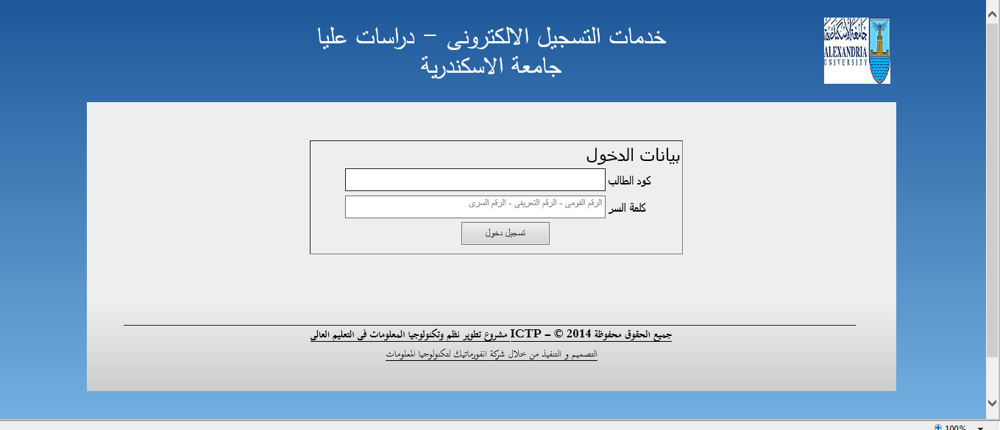 خدمات التسجيل الالكترونى – دراسات عليا
جامعة الاسكندرية
جامعة الإسكندرية
ALEXANDRIA
UNIVERSITY
بيانات الدخول
كود الطالب
كلمة السر
الرقم القومى - الرقم التعريفى - الرقم السرى
تسجيل دخول
جميع الحقوق محفوظة 2014 © – ICTP مشروع تطوير نظم وتكنولوجيا المعلومات فى التعليم العالى
التصميم و التنفيذ من خلال شركة انفورماتيك لتكنولوجيا المعلومات
100%